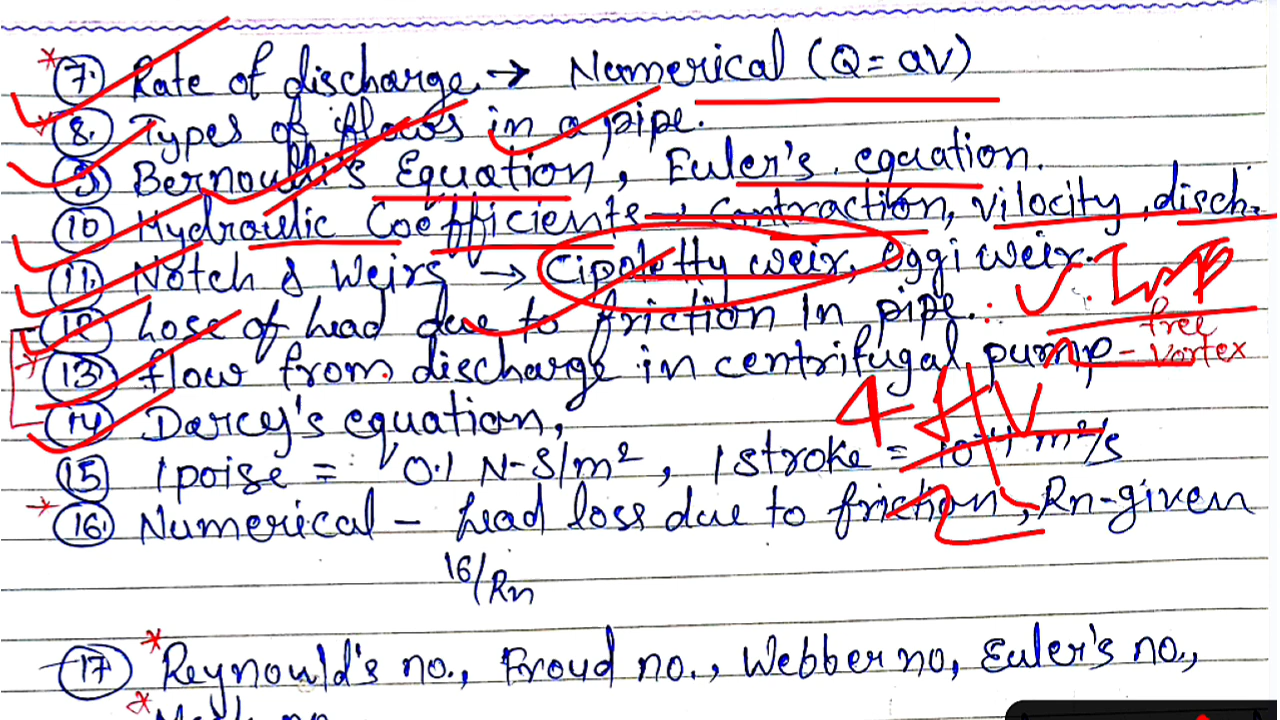 * 7. Rate of discharge → Numerical (Q = av)
* 8. Types of flows in a pipe.
9) Bernoulli's Equation, Euler's equation.
10 Hydraulic Coefficients → Contraction, Vilocity, disch.
11. Notch & Weirs → Cipoletty weir, Oggi weir.
Imp
12 Loss of head due to friction in pipe.
* 13. flow from discharge in centrifugal pump - free vortex
14 Darcy's equation,
4flv
2
15 1 poise = 0.1 N-S/m², 1 stroke = 10⁻⁴ m²/s
* 16. Numerical - head loss due to friction, Rn-given
16/Rn
17 * Reynould's no., Froud no., Webber no, Euler's no.,
*